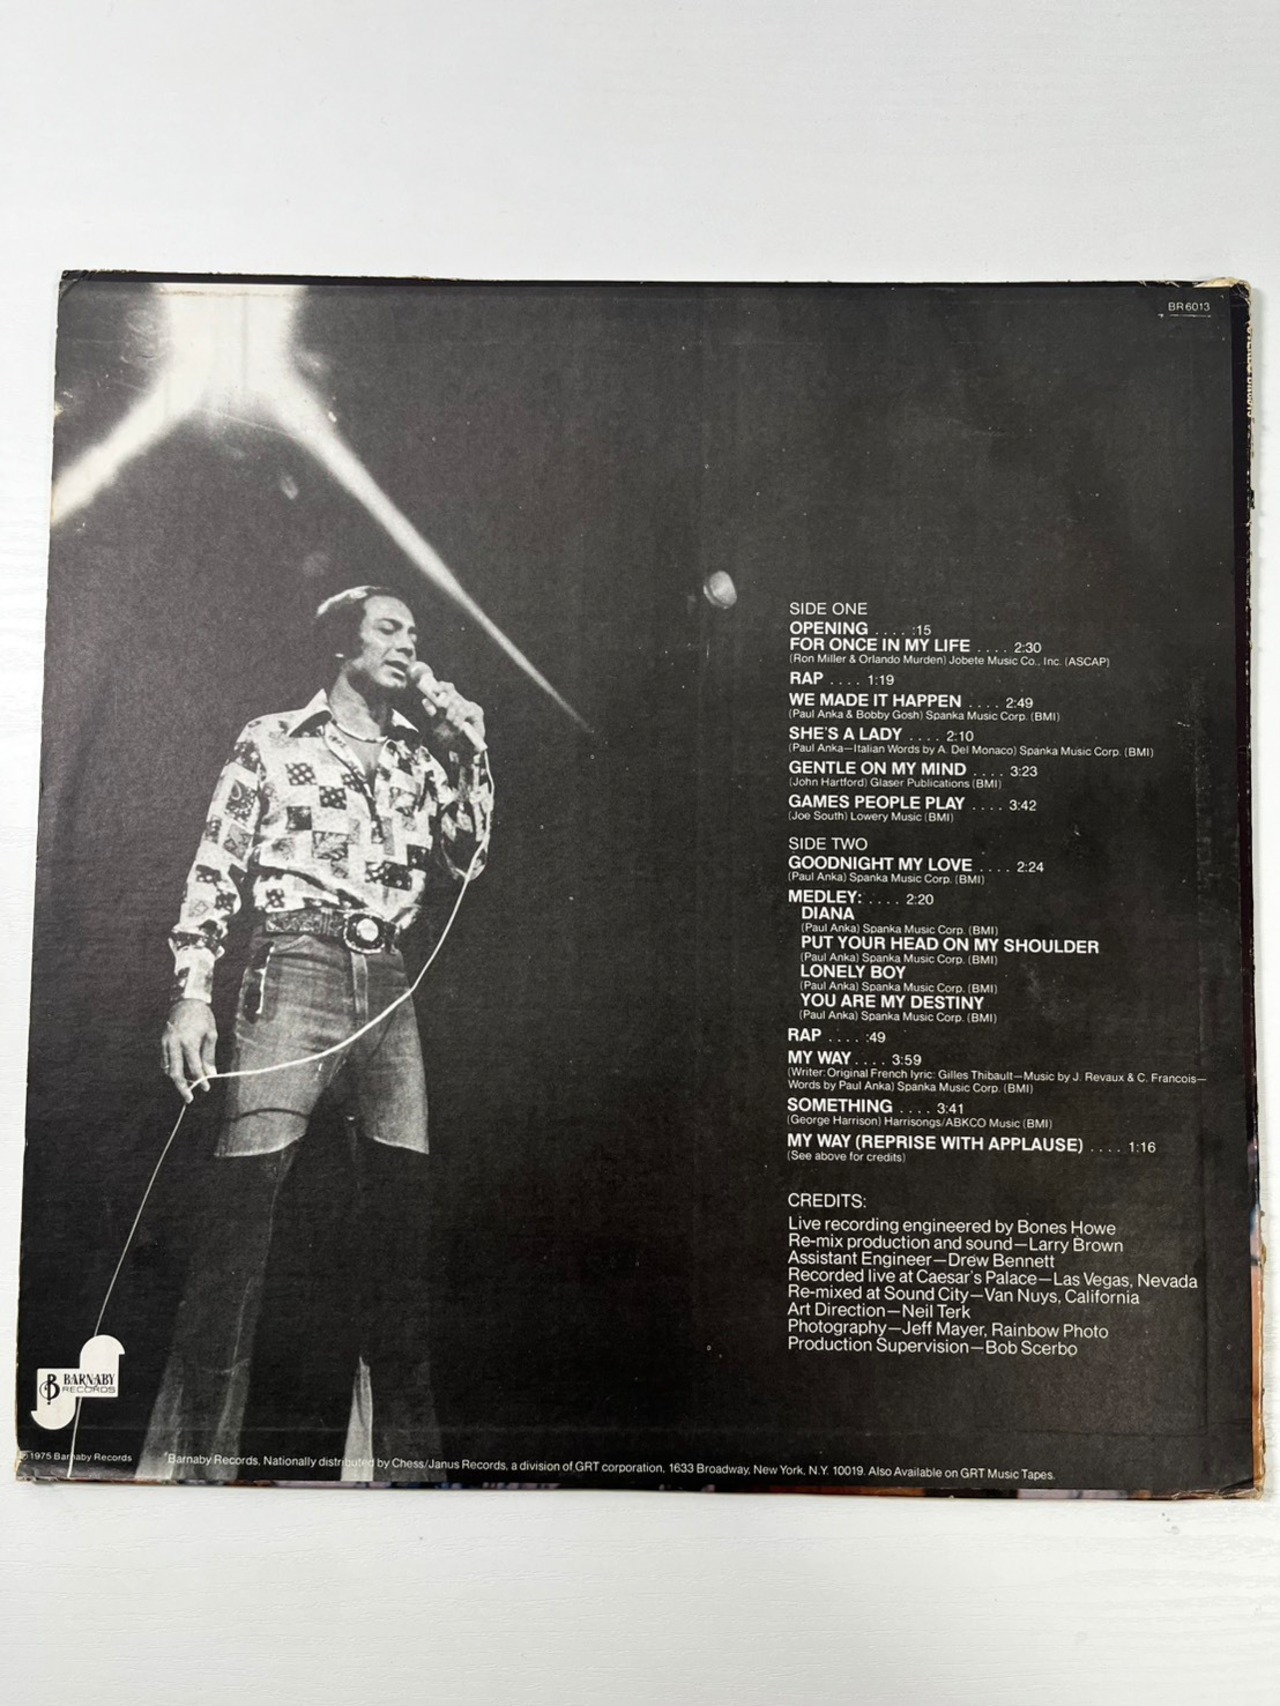 BR 6013
SIDE ONE
OPENING . . . . :15
FOR ONCE IN MY LIFE . . . . 2:30
(Ron Miller & Orlando Murden) Jobete Music Co., Inc. (ASCAP)
RAP . . . . 1:19
WE MADE IT HAPPEN . . . . 2:49
(Paul Anka & Bobby Gosh) Spanka Music Corp. (BMI)
SHE'S A LADY . . . . 2:10
(Paul Anka—Italian Words by A. Del Monaco) Spanka Music Corp. (BMI)
GENTLE ON MY MIND . . . . 3:23
(John Hartford) Glaser Publications (BMI)
GAMES PEOPLE PLAY . . . . 3:42
(Joe South) Lowery Music (BMI)
SIDE TWO
GOODNIGHT MY LOVE . . . . 2:24
(Paul Anka) Spanka Music Corp. (BMI)
MEDLEY: . . . . 2:20
DIANA
(Paul Anka) Spanka Music Corp. (BMI)
PUT YOUR HEAD ON MY SHOULDER
(Paul Anka) Spanka Music Corp. (BMI)
LONELY BOY
(Paul Anka) Spanka Music Corp. (BMI)
YOU ARE MY DESTINY
(Paul Anka) Spanka Music Corp. (BMI)
RAP . . . . :49
MY WAY . . . . 3:59
(Writer: Original French lyric: Gilles Thibault—Music by J. Revaux & C. Francois—
Words by Paul Anka) Spanka Music Corp. (BMI)
SOMETHING . . . . 3:41
(George Harrison) Harrisongs/ABKCO Music (BMI)
MY WAY (REPRISE WITH APPLAUSE) . . . . 1:16
(See above for credits)
CREDITS:
Live recording engineered by Bones Howe
Re-mix production and sound—Larry Brown
Assistant Engineer—Drew Bennett
Recorded live at Caesar's Palace—Las Vegas, Nevada
Re-mixed at Sound City—Van Nuys, California
Art Direction—Neil Terk
Photography—Jeff Mayer, Rainbow Photo
Production Supervision—Bob Scerbo
B BARNABY
RECORDS
℗ 1975 Barnaby Records
*Barnaby Records, Nationally distributed by Chess/Janus Records, a division of GRT corporation, 1633 Broadway, New York, N.Y. 10019. Also Available on GRT Music Tapes.